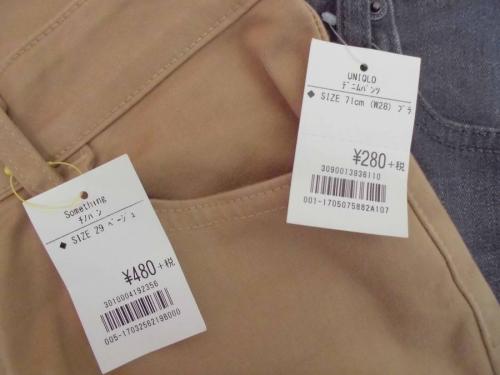 UNIQLO
ﾃﾞﾆﾑﾊﾟﾝﾂ
◆ SIZE 71cm (W28) ﾌﾞﾗ
¥280+税
3090013936110
001-1705075882A107
Something
ﾁﾉﾊﾟﾝ
◆ SIZE 29 ﾍﾞｰｼﾞｭ
¥480+税
3010004192356
005-17032562198000